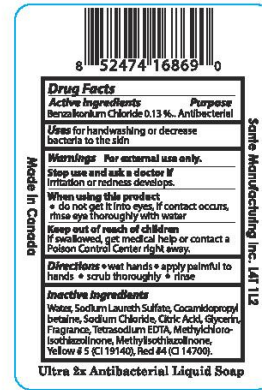 8 52474 16869 0
Drug Facts
Active Ingredients Purpose
Benzalkonium Chloride 0.13 %.. Antibacterial
Uses for handwashing or decrease
bacteria to the skin
Warnings For external use only.
Stop use and ask a doctor if
irritation or redness develops.
When using this product
• do not get it into eyes, if contact occurs,
rinse eye thoroughly with water
Keep out of reach of children
If swallowed, get medical help or contact a
Poison Control Center right away.
Directions • wet hands • apply palmful to
hands • scrub thoroughly • rinse
Inactive Ingredients
Water, Sodium Laureth Sulfate, Cocamidopropyl
betaine, Sodium Chloride, Citric Acid, Glycerin,
Fragrance, Tetrasodium EDTA, Methylchloro-
isothiazolinone, Methylisothiazolinone,
Yellow # 5 (CI 19140), Red #4 (CI 14700).
Ultra 2x Antibacterial Liquid Soap
Made in Canada
Sante Manufacturing Inc. L4T 1L2